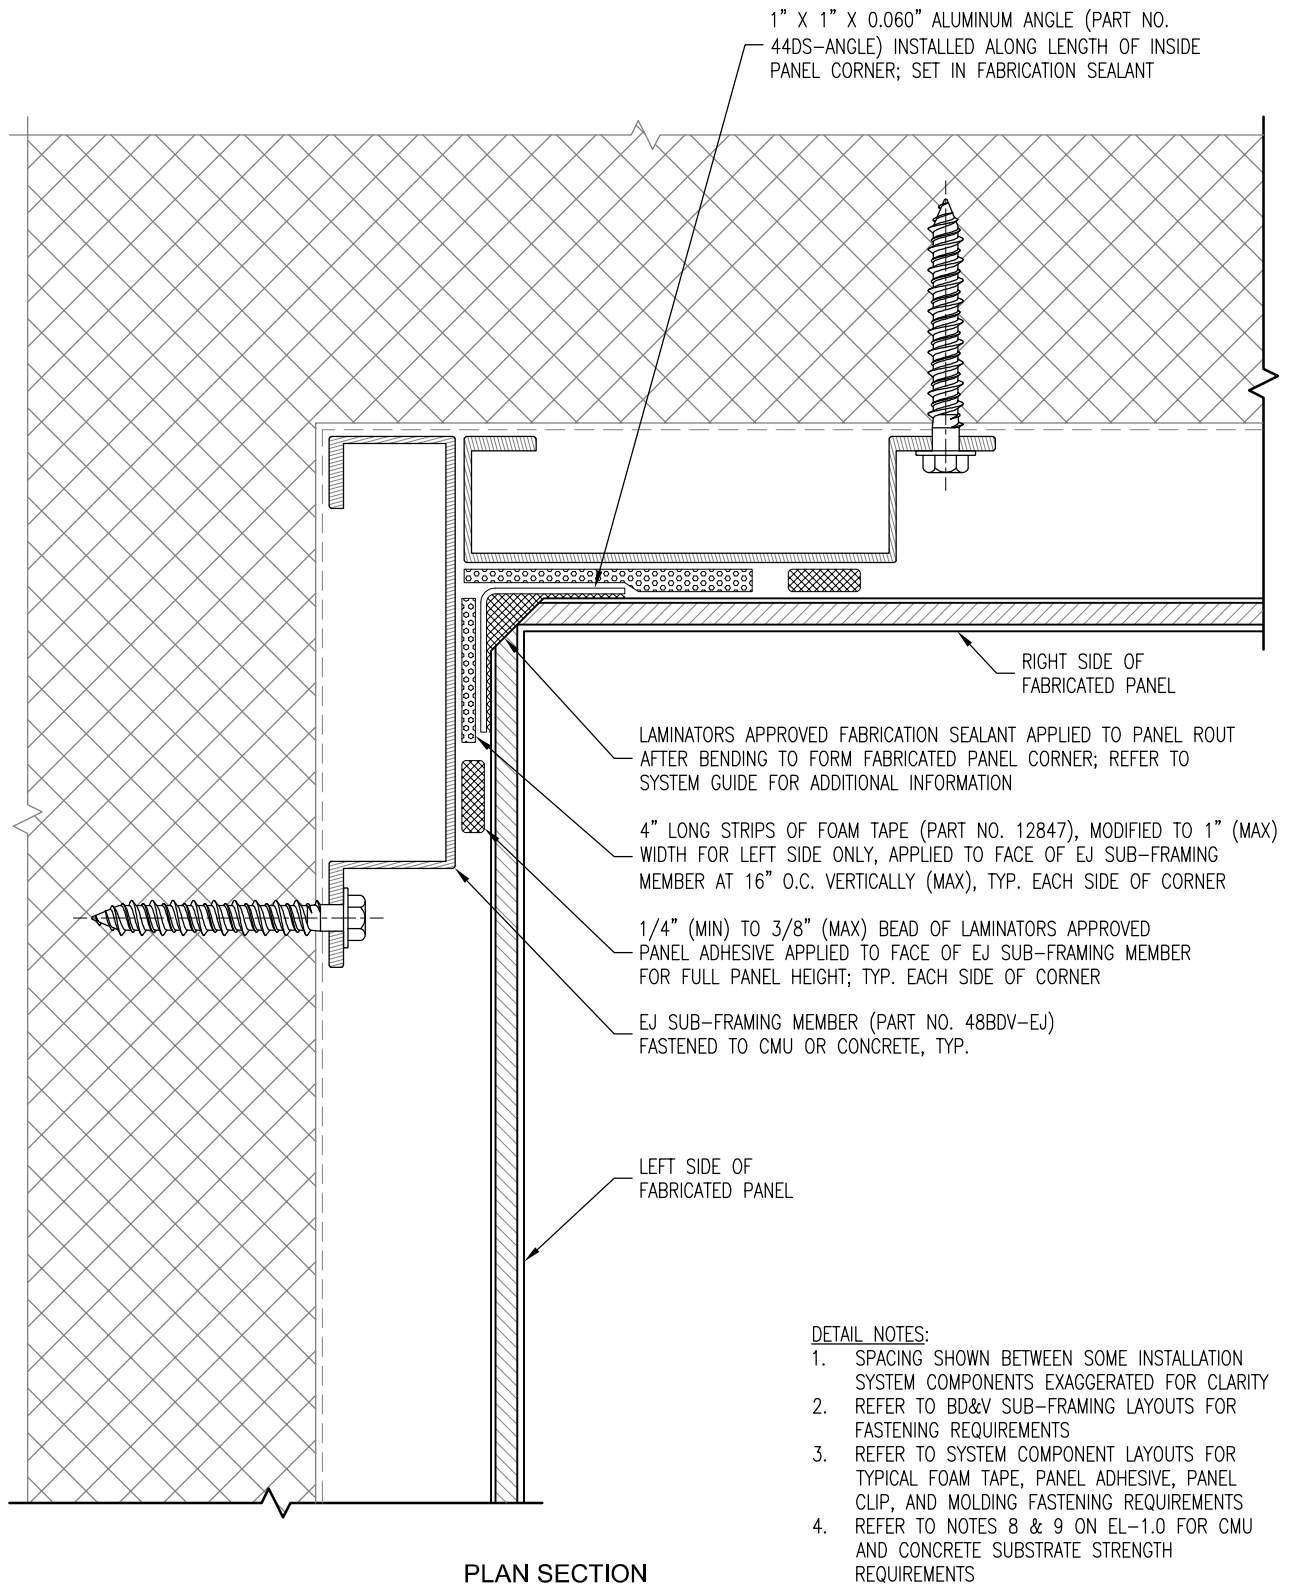 1” X 1” X 0.060” ALUMINUM ANGLE (PART NO.
44DS–ANGLE) INSTALLED ALONG LENGTH OF INSIDE
PANEL CORNER; SET IN FABRICATION SEALANT
RIGHT SIDE OF
FABRICATED PANEL
LAMINATORS APPROVED FABRICATION SEALANT APPLIED TO PANEL ROUT
AFTER BENDING TO FORM FABRICATED PANEL CORNER; REFER TO
SYSTEM GUIDE FOR ADDITIONAL INFORMATION
4” LONG STRIPS OF FOAM TAPE (PART NO. 12847), MODIFIED TO 1” (MAX)
WIDTH FOR LEFT SIDE ONLY, APPLIED TO FACE OF EJ SUB–FRAMING
MEMBER AT 16” O.C. VERTICALLY (MAX), TYP. EACH SIDE OF CORNER
1/4” (MIN) TO 3/8” (MAX) BEAD OF LAMINATORS APPROVED
PANEL ADHESIVE APPLIED TO FACE OF EJ SUB–FRAMING MEMBER
FOR FULL PANEL HEIGHT; TYP. EACH SIDE OF CORNER
EJ SUB–FRAMING MEMBER (PART NO. 48BDV–EJ)
FASTENED TO CMU OR CONCRETE, TYP.
LEFT SIDE OF
FABRICATED PANEL
DETAIL NOTES:
1. SPACING SHOWN BETWEEN SOME INSTALLATION
SYSTEM COMPONENTS EXAGGERATED FOR CLARITY
2. REFER TO BD&V SUB–FRAMING LAYOUTS FOR
FASTENING REQUIREMENTS
3. REFER TO SYSTEM COMPONENT LAYOUTS FOR
TYPICAL FOAM TAPE, PANEL ADHESIVE, PANEL
CLIP, AND MOLDING FASTENING REQUIREMENTS
4. REFER TO NOTES 8 & 9 ON EL–1.0 FOR CMU
AND CONCRETE SUBSTRATE STRENGTH
REQUIREMENTS
PLAN SECTION